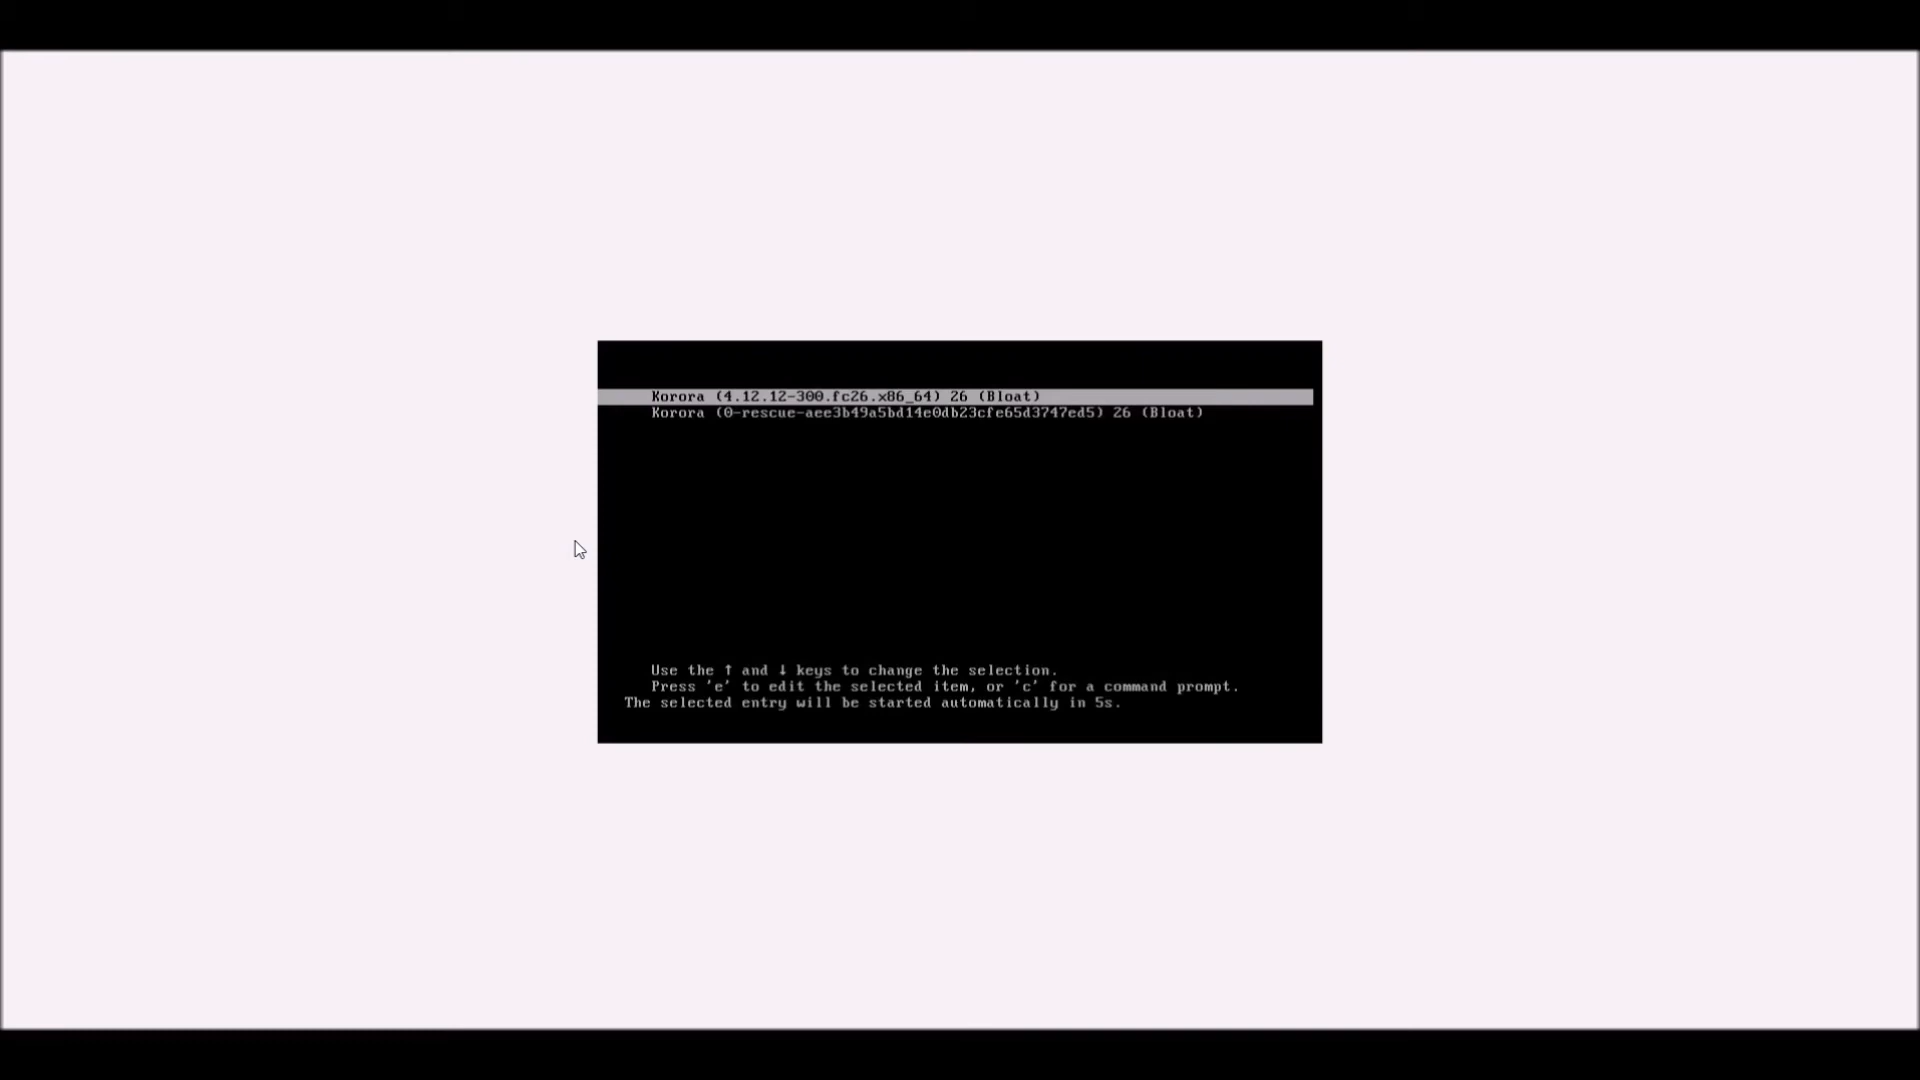 Korora (4.12.12-300.fc26.x86_64) 26 (Bloat)
Korora (0-rescue-aee3b49a5bd14e0db23cfe65d3747ed5) 26 (Bloat)
Use the ↑ and ↓ keys to change the selection.
Press 'e' to edit the selected item, or 'c' for a command prompt.
The selected entry will be started automatically in 5s.